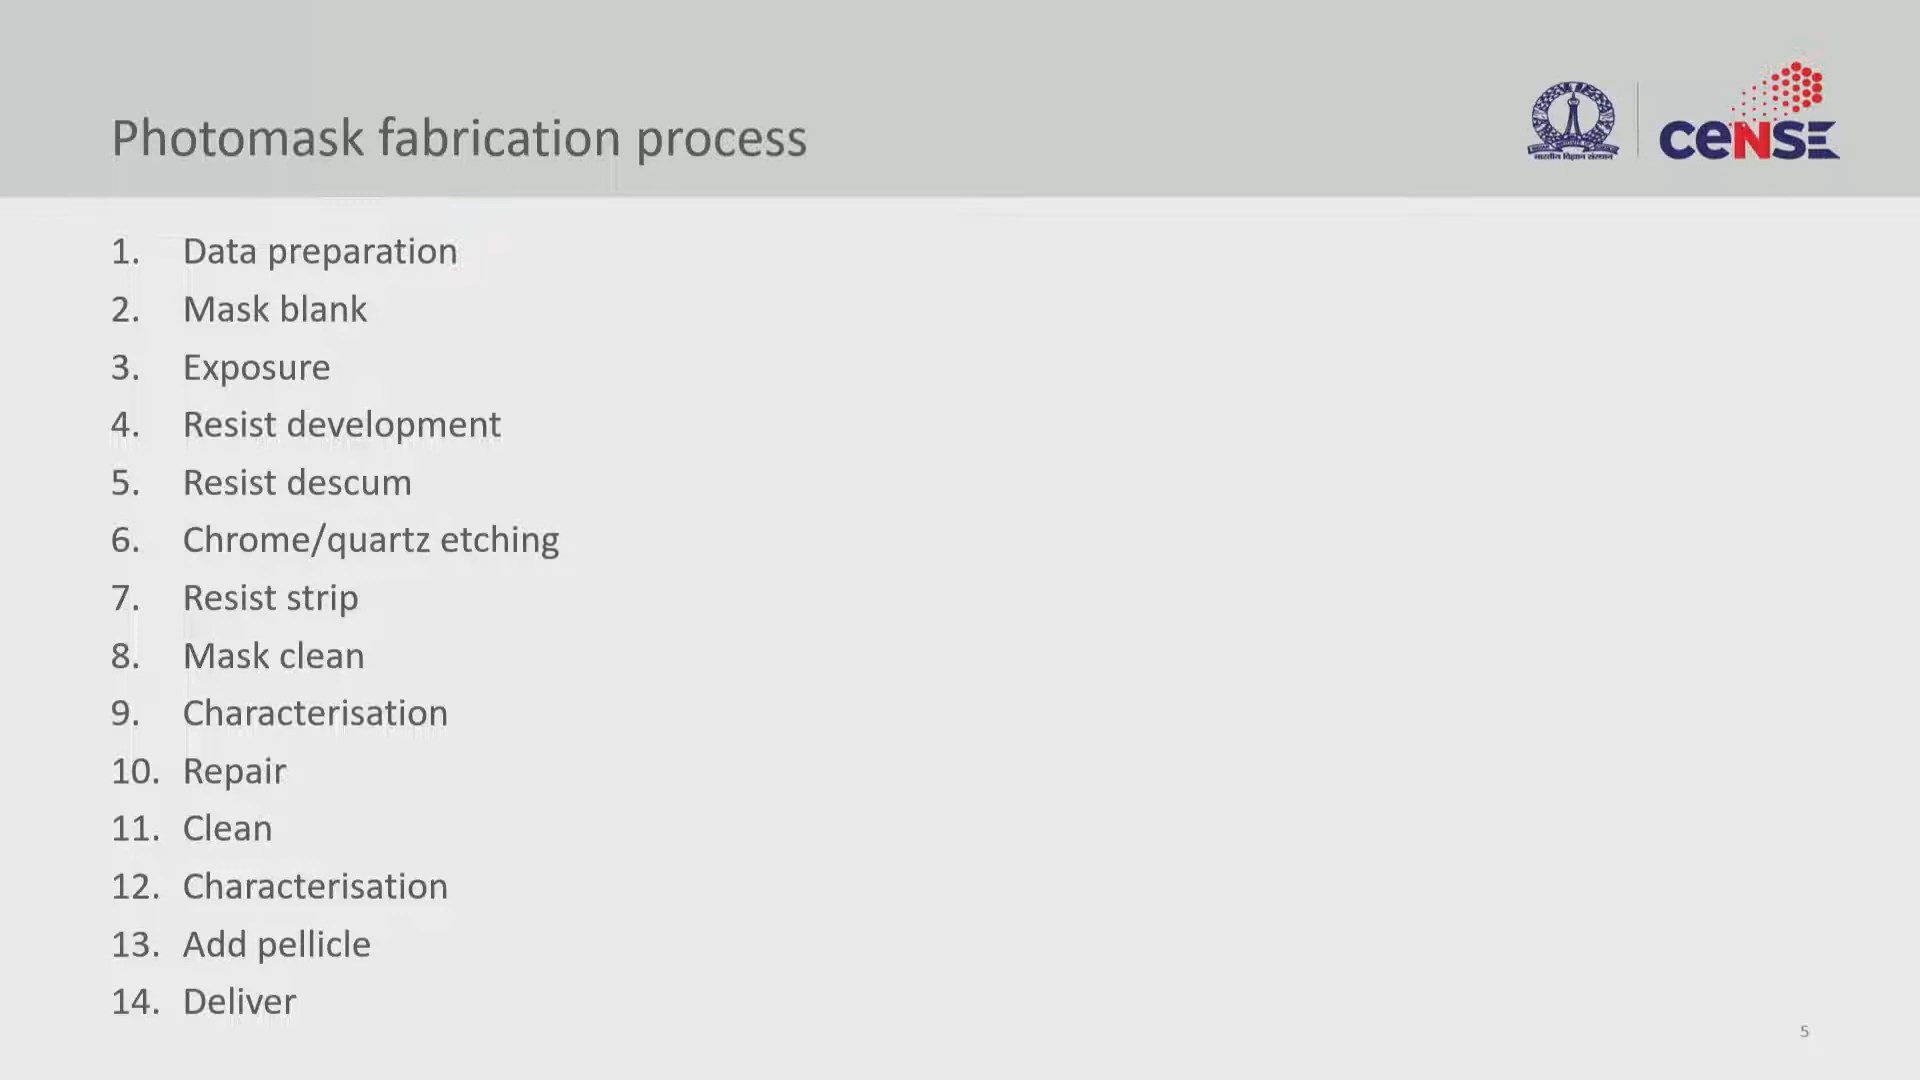 Photomask fabrication process
भारतीय विज्ञान संस्थान
CeNSE
1. Data preparation
2. Mask blank
3. Exposure
4. Resist development
5. Resist descum
6. Chrome/quartz etching
7. Resist strip
8. Mask clean
9. Characterisation
10. Repair
11. Clean
12. Characterisation
13. Add pellicle
14. Deliver
5